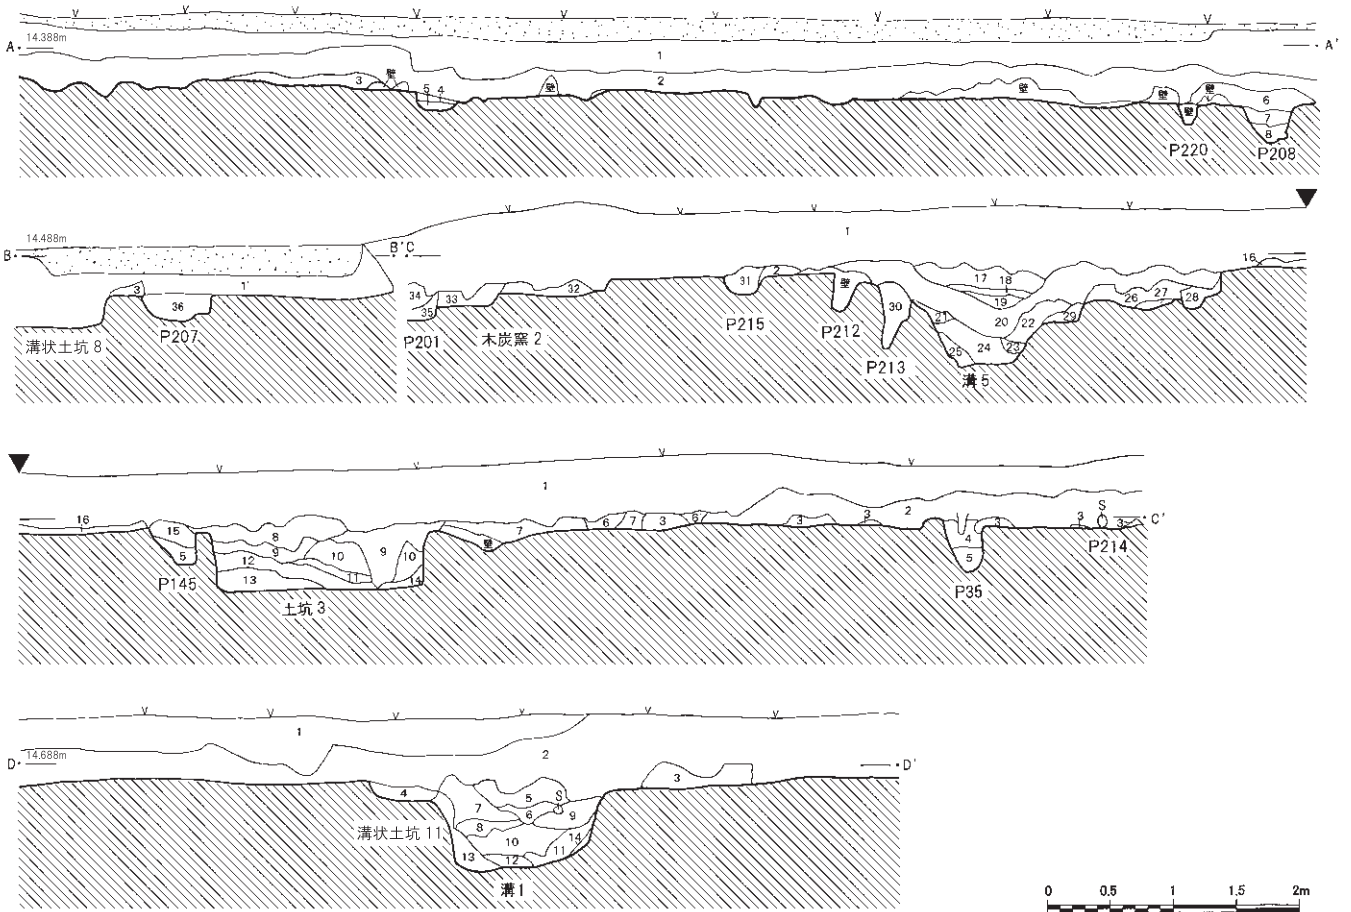 V V V V V V V V
A 14.388m A'
1
壁 3 5 4 壁 2 壁 壁 壁 6
壁 7
8
P220 P208
V V V V V
14.488m
B B'C 1 16
3 1' 34 33 32 31 2 壁 17 18
36 35 30 19 26 27 28
21 20 22 29
溝状土坑 8 P207 P201 木炭窯 2 P215 P212 25 24 23
P213 溝 5
V V V V
1
16 15 8 6 7 3 6 3 3 2 3 3 S 3 C'
5 12 9 10 9 10 壁 7 4 P214
13 11 14 5
P145 土坑 3 P35
V V V V V V
1
D 14.688m 2 D'
4 7 5 S 3
6 9
溝状土坑 11 8 10 14
13 12 11
溝 1
0 0.5 1 1.5 2m